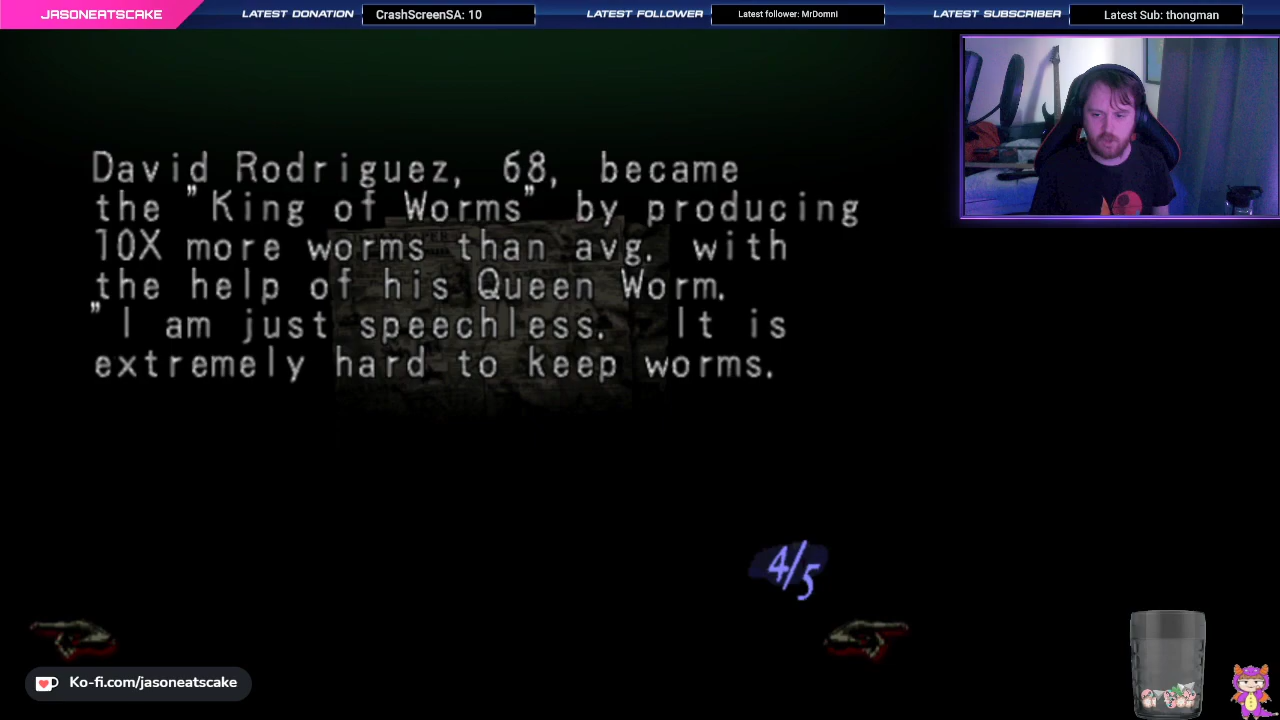 JASONEATSCAKE
LATEST DONATION
CrashScreenSA: 10
LATEST FOLLOWER
Latest follower: MrDomni
LATEST SUBSCRIBER
Latest Sub: thongman
David Rodriguez, 68, became
the "King of Worms" by producing
10X more worms than avg. with
the help of his Queen Worm.
"I am just speechless. It is
extremely hard to keep worms.
4/5
Ko-fi.com/jasoneatscake